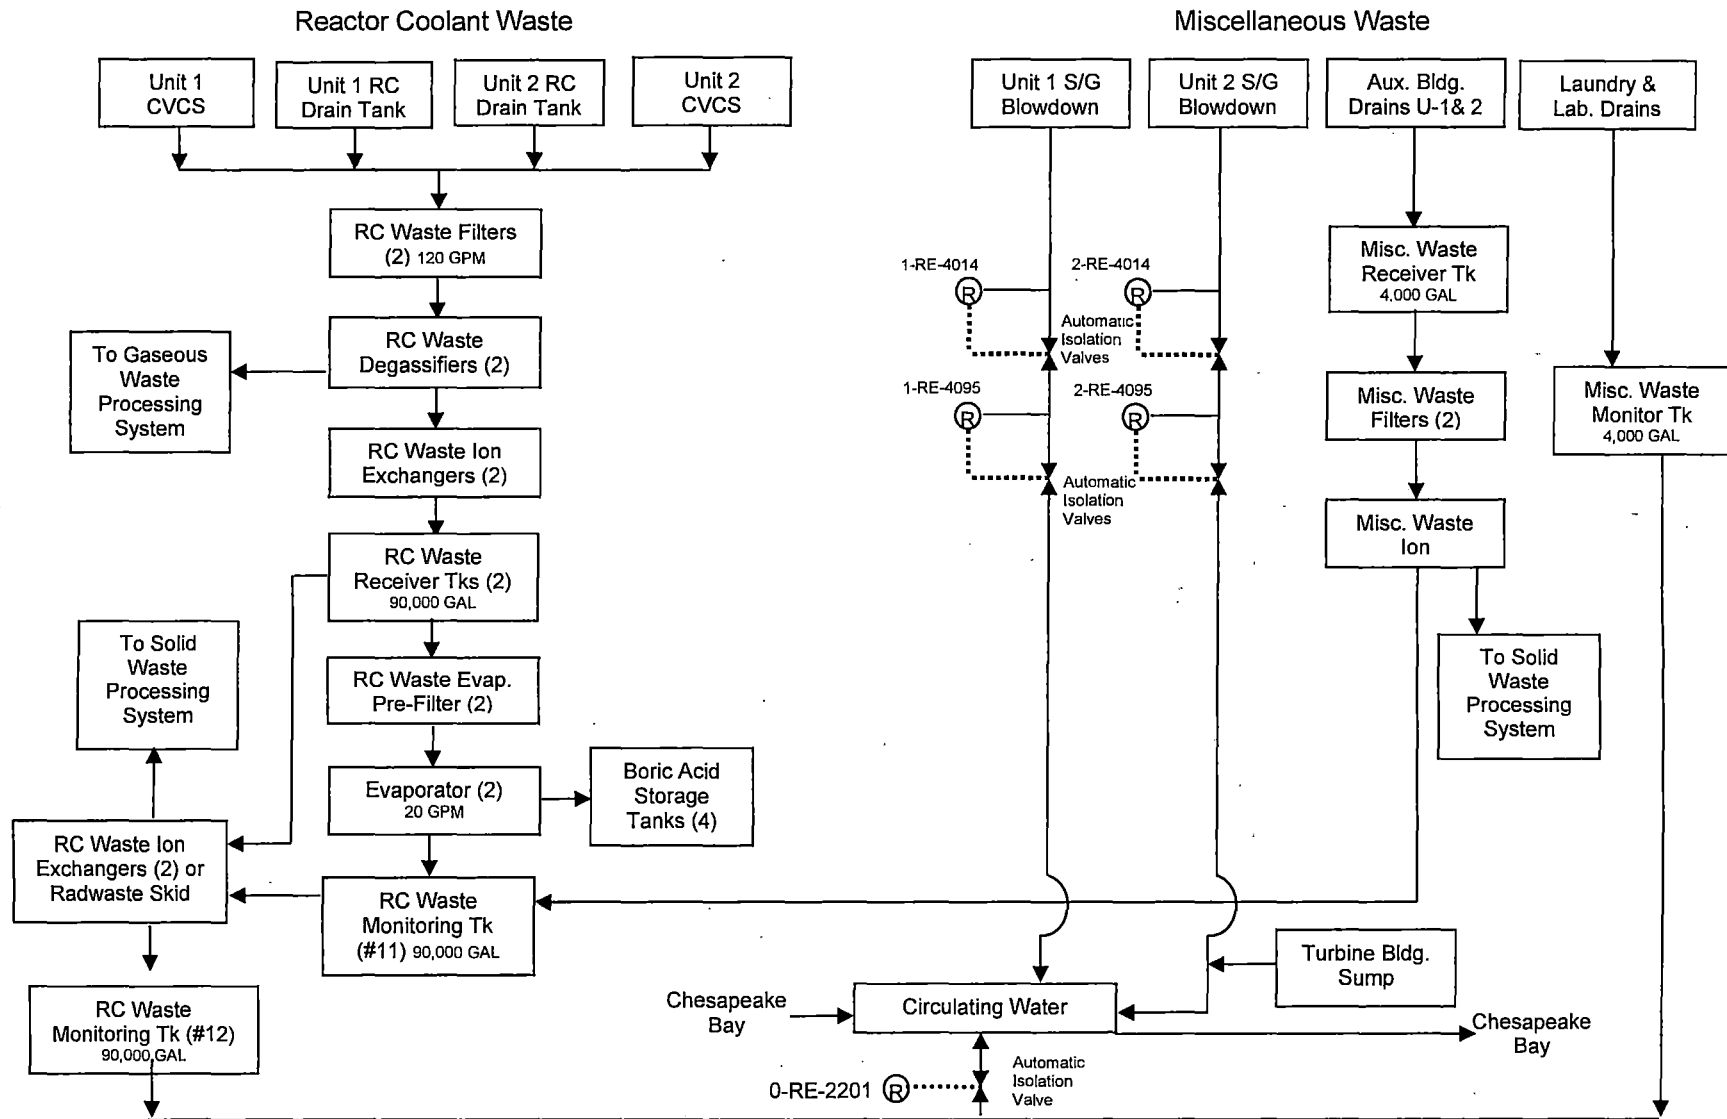 Reactor Coolant Waste
Miscellaneous Waste
Unit 1
CVCS
Unit 1 RC
Drain Tank
Unit 2 RC
Drain Tank
Unit 2
CVCS
Unit 1 S/G
Blowdown
Unit 2 S/G
Blowdown
Aux. Bldg.
Drains U-1& 2
Laundry &
Lab. Drains
RC Waste Filters
(2) 120 GPM
1-RE-4014
R
2-RE-4014
R
Automatic
Isolation
Valves
Misc. Waste
Receiver Tk
4,000 GAL
To Gaseous
Waste
Processing
System
RC Waste
Degassifiers (2)
1-RE-4095
R
2-RE-4095
R
Automatic
Isolation
Valves
Misc. Waste
Filters (2)
Misc. Waste
Monitor Tk
4,000 GAL
RC Waste Ion
Exchangers (2)
Misc. Waste
Ion
RC Waste
Receiver Tks (2)
90,000 GAL
To Solid
Waste
Processing
System
RC Waste Evap.
Pre-Filter (2)
To Solid
Waste
Processing
System
Evaporator (2)
20 GPM
Boric Acid
Storage
Tanks (4)
RC Waste Ion
Exchangers (2) or
Radwaste Skid
RC Waste
Monitoring Tk
(#11) 90,000 GAL
Turbine Bldg.
Sump
RC Waste
Monitoring Tk (#12)
90,000 GAL
Chesapeake
Bay
Circulating Water
Chesapeake
Bay
0-RE-2201
R
Automatic
Isolation
Valve